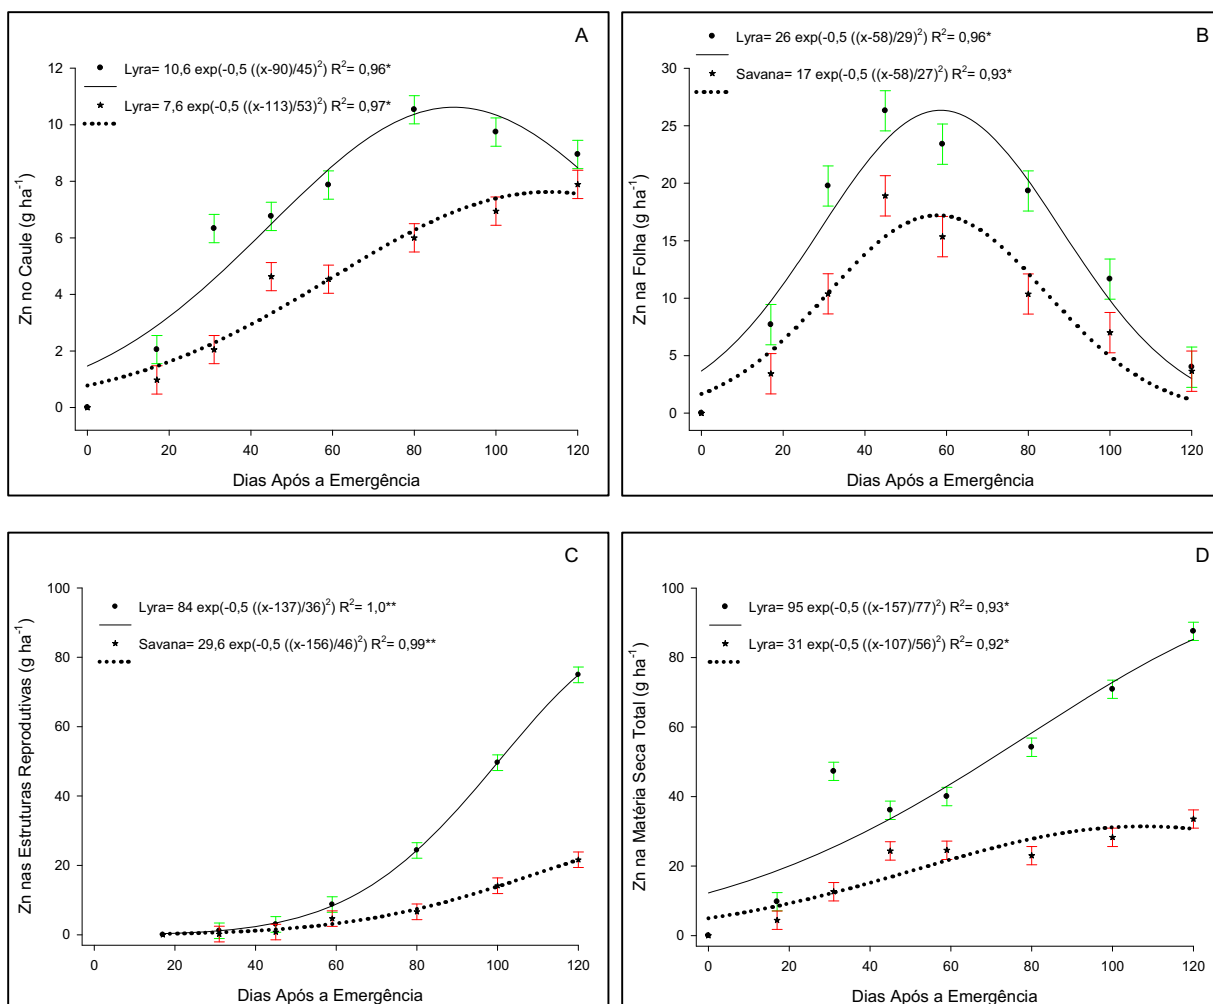 A
Lyra= 10,6 exp(-0,5 ((x-90)/45)²) R²= 0,96*
Lyra= 7,6 exp(-0,5 ((x-113)/53)²) R²= 0,97*
Zn no Caule (g ha⁻¹)
12
10
8
6
4
2
0
0 20 40 60 80 100 120
Dias Após a Emergência
B
Lyra= 26 exp(-0,5 ((x-58)/29)²) R²= 0,96*
Savana= 17 exp(-0,5 ((x-58)/27)²) R²= 0,93*
Zn na Folha (g ha⁻¹)
30
25
20
15
10
5
0
0 20 40 60 80 100 120
Dias Após a Emergência
C
Lyra= 84 exp(-0,5 ((x-137)/36)²) R²= 1,0**
Savana= 29,6 exp(-0,5 ((x-156)/46)²) R²= 0,99**
Zn nas Estruturas Reprodutivas (g ha⁻¹)
100
80
60
40
20
0
0 20 40 60 80 100 120
Dias Após a Emergência
D
Lyra= 95 exp(-0,5 ((x-157)/77)²) R²= 0,93*
Lyra= 31 exp(-0,5 ((x-107)/56)²) R²= 0,92*
Zn na Matéria Seca Total (g ha⁻¹)
100
80
60
40
20
0
0 20 40 60 80 100 120
Dias Após a Emergência